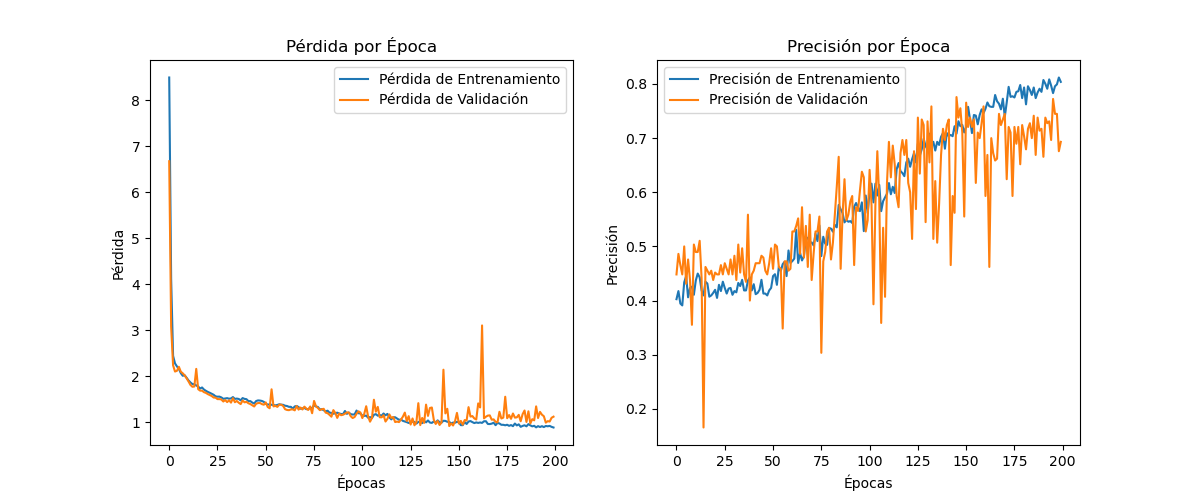 Pérdida por Época
Pérdida de Entrenamiento
Pérdida de Validación
8
7
6
5
4
3
2
1
Pérdida
0 25 50 75 100 125 150 175 200
Épocas
Precisión por Época
Precisión de Entrenamiento
Precisión de Validación
0.8
0.7
0.6
0.5
0.4
0.3
0.2
Precisión
0 25 50 75 100 125 150 175 200
Épocas